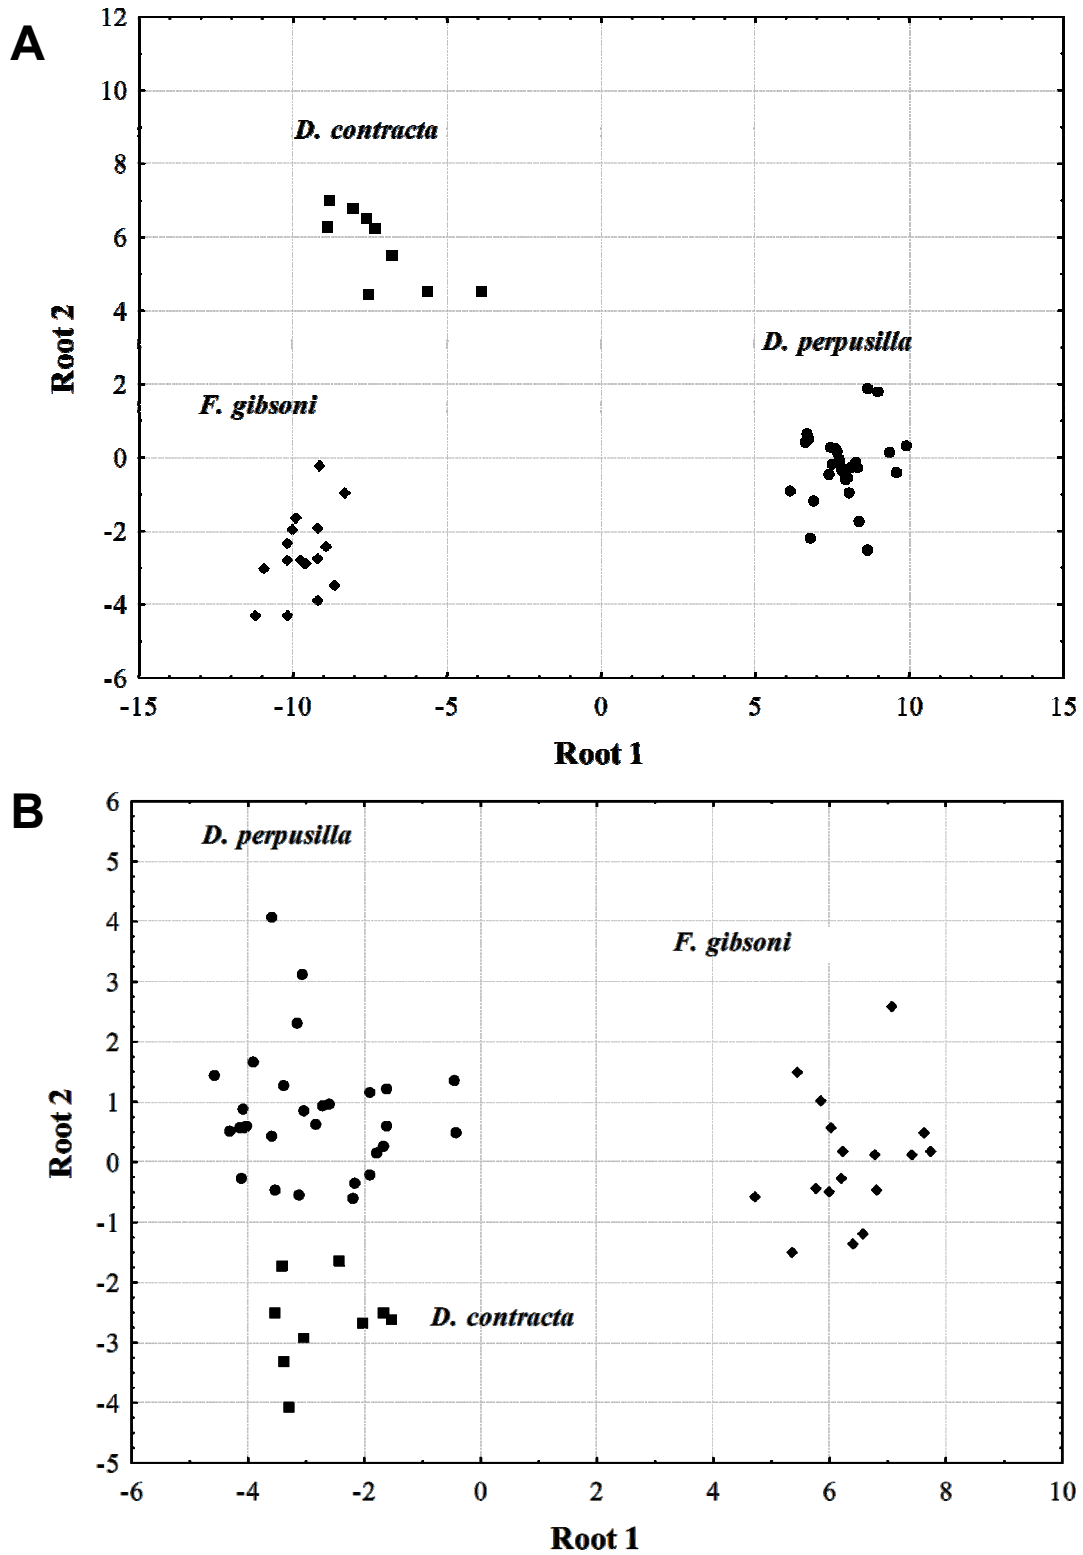 A
12
10
8
6
4
2
0
-2
-4
-6
Root 2
D. contracta
D. perpusilla
F. gibsoni
-15 -10 -5 0 5 10 15
Root 1
B
6
5
4
3
2
1
0
-1
-2
-3
-4
-5
Root 2
D. perpusilla
F. gibsoni
D. contracta
-6 -4 -2 0 2 4 6 8 10
Root 1